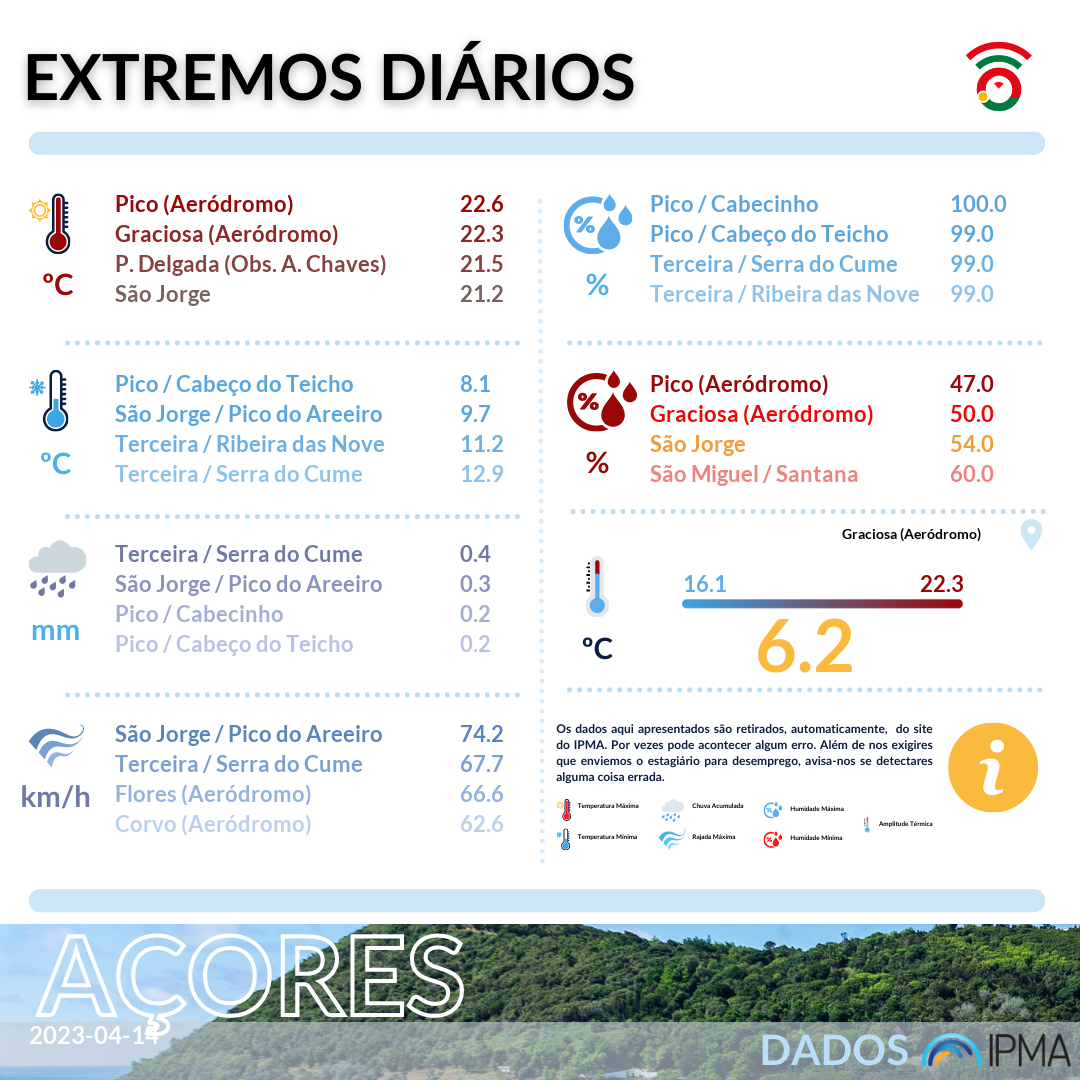 EXTREMOS DIÁRIOS
Pico (Aeródromo) 22.6
Graciosa (Aeródromo) 22.3
P. Delgada (Obs. A. Chaves) 21.5
São Jorge 21.2
ºC
Pico / Cabeço do Teicho 8.1
São Jorge / Pico do Areeiro 9.7
Terceira / Ribeira das Nove 11.2
Terceira / Serra do Cume 12.9
ºC
Terceira / Serra do Cume 0.4
São Jorge / Pico do Areeiro 0.3
Pico / Cabecinho 0.2
Pico / Cabeço do Teicho 0.2
mm
São Jorge / Pico do Areeiro 74.2
Terceira / Serra do Cume 67.7
Flores (Aeródromo) 66.6
Corvo (Aeródromo) 62.6
km/h
Pico / Cabecinho 100.0
Pico / Cabeço do Teicho 99.0
Terceira / Serra do Cume 99.0
Terceira / Ribeira das Nove 99.0
%
%
Pico (Aeródromo) 47.0
Graciosa (Aeródromo) 50.0
São Jorge 54.0
São Miguel / Santana 60.0
%
%
Graciosa (Aeródromo)
16.1 22.3
6.2
ºC
Os dados aqui apresentados são retirados, automaticamente, do site
do IPMA. Por vezes pode acontecer algum erro. Além de nos exigires
que enviemos o estagiário para desemprego, avisa-nos se detectares
alguma coisa errada.
i
Temperatura Máxima Chuva Acumulada Humidade Máxima
Amplitude Térmica
Temperatura Mínima Rajada Máxima Humidade Mínima
AÇORES
2023-04-14
DADOS IPMA